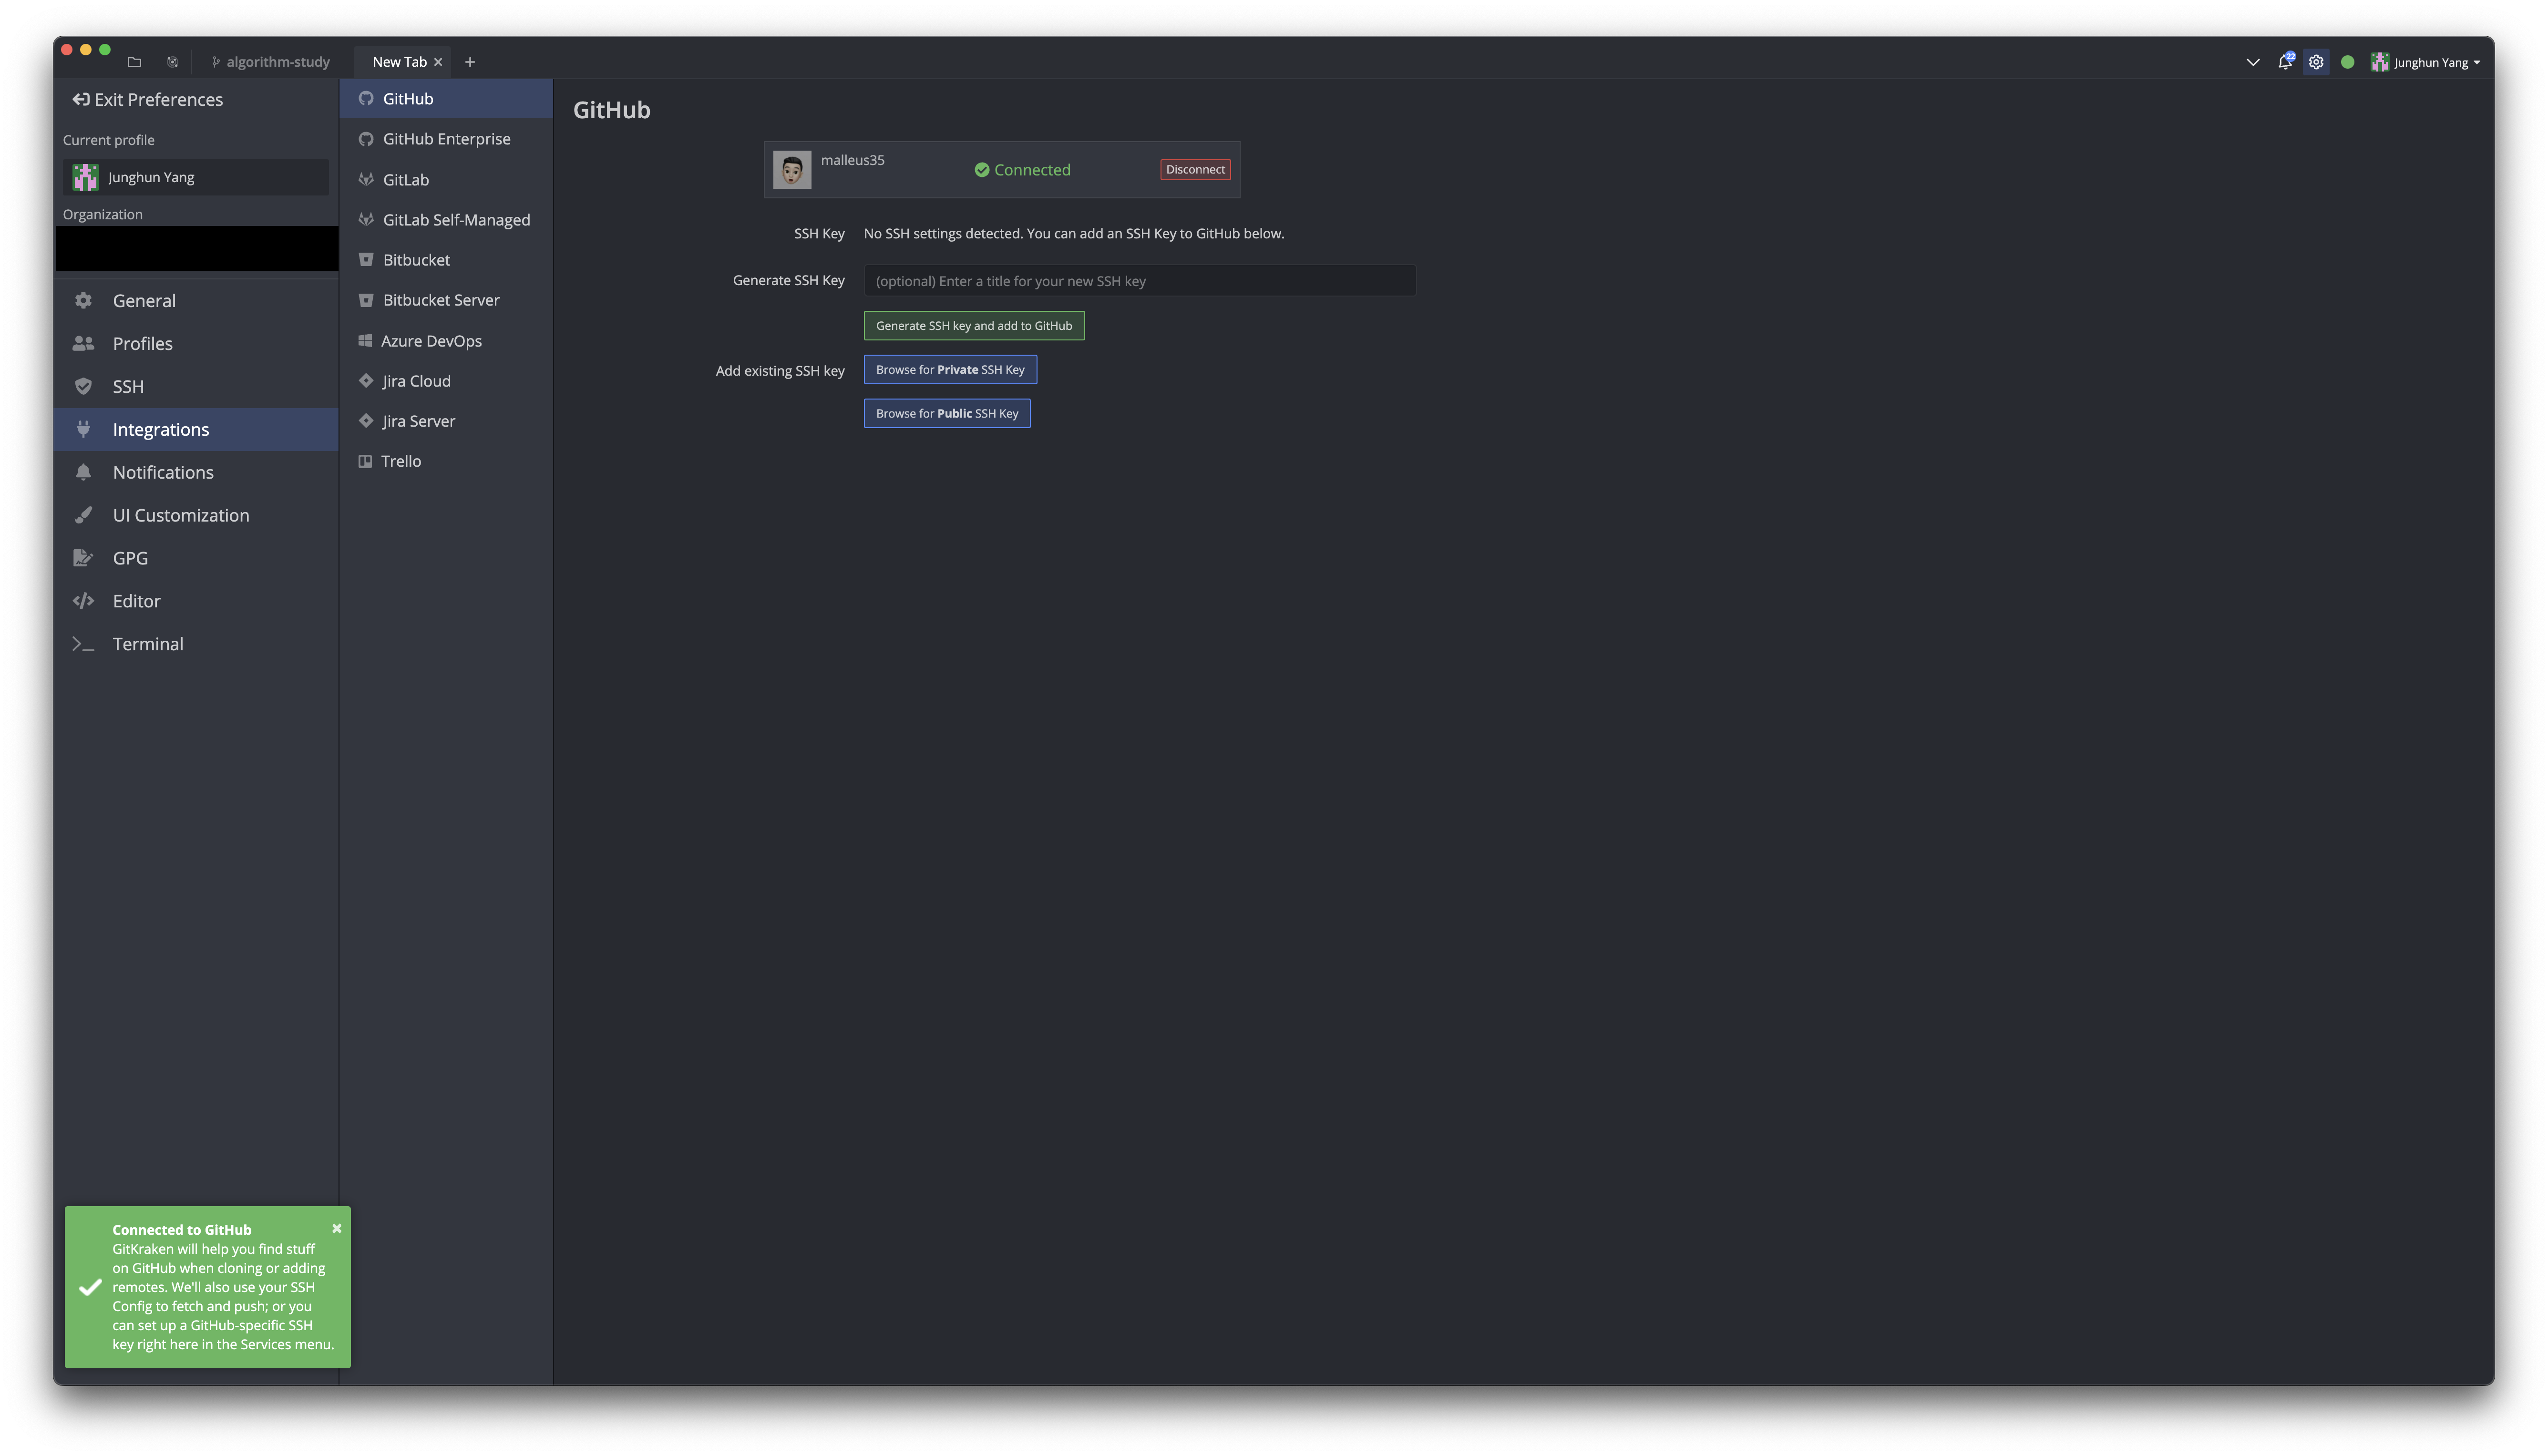 algorithm-study
New Tab
22
Junghun Yang
Exit Preferences
Current profile
Junghun Yang
Organization
General
Profiles
SSH
Integrations
Notifications
UI Customization
GPG
Editor
Terminal
GitHub
GitHub Enterprise
GitLab
GitLab Self-Managed
Bitbucket
Bitbucket Server
Azure DevOps
Jira Cloud
Jira Server
Trello
GitHub
malleus35
Connected
Disconnect
SSH Key No SSH settings detected. You can add an SSH Key to GitHub below.
Generate SSH Key (optional) Enter a title for your new SSH key
Generate SSH key and add to GitHub
Add existing SSH key Browse for Private SSH Key
Browse for Public SSH Key
Connected to GitHub
GitKraken will help you find stuff
on GitHub when cloning or adding
remotes. We'll also use your SSH
Config to fetch and push; or you
can set up a GitHub-specific SSH
key right here in the Services menu.